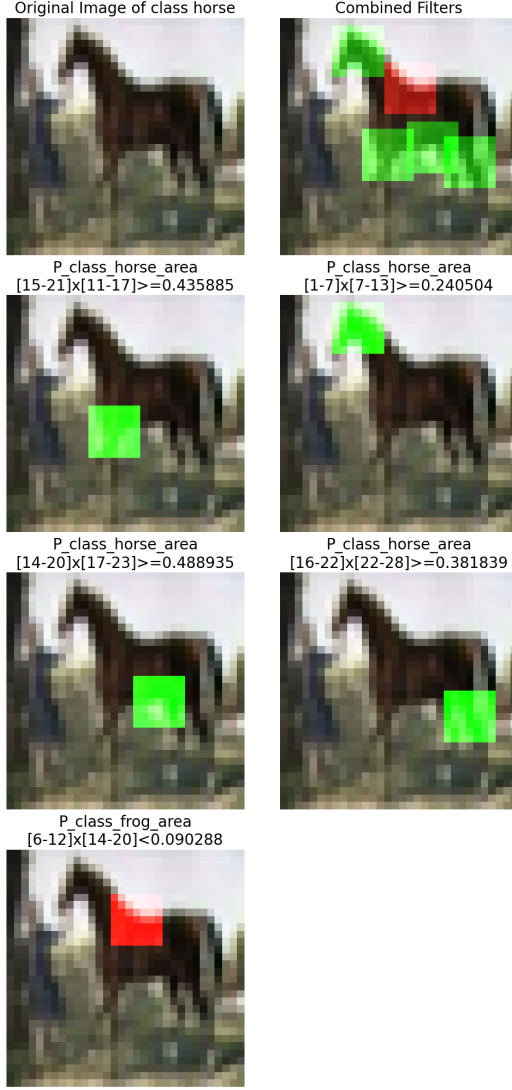 Original Image of class horse
Combined Filters
P_class_horse_area
[15-21]x[11-17]>=0.435885
P_class_horse_area
[1-7]x[7-13]>=0.240504
P_class_horse_area
[14-20]x[17-23]>=0.488935
P_class_horse_area
[16-22]x[22-28]>=0.381839
P_class_frog_area
[6-12]x[14-20]<0.090288